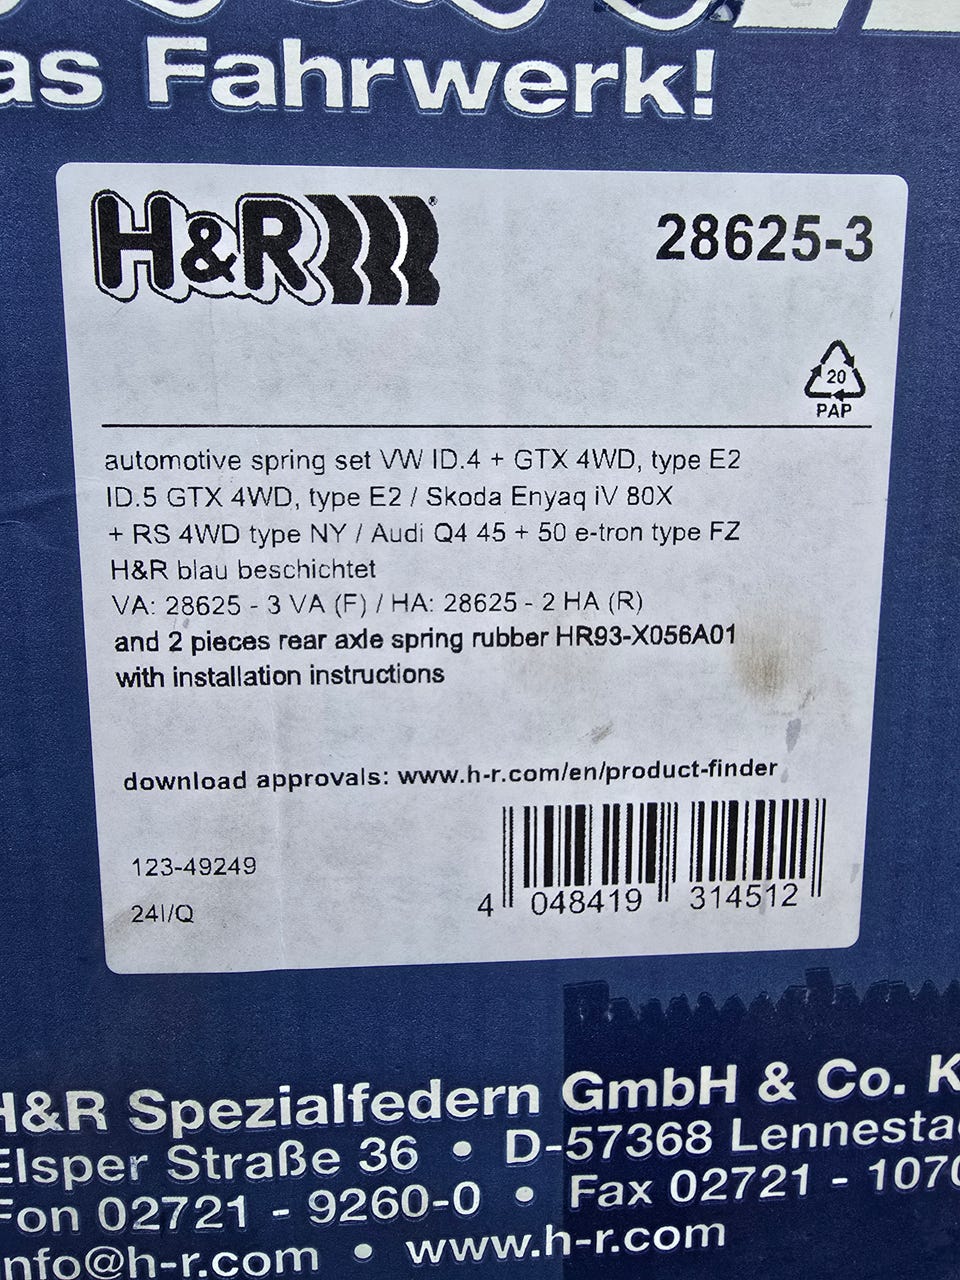 as Fahrwerk!
H&R®
28625-3
20
PAP
automotive spring set VW ID.4 + GTX 4WD, type E2
ID.5 GTX 4WD, type E2 / Skoda Enyaq iV 80X
+ RS 4WD type NY / Audi Q4 45 + 50 e-tron type FZ
H&R blau beschichtet
VA: 28625 - 3 VA (F) / HA: 28625 - 2 HA (R)
and 2 pieces rear axle spring rubber HR93-X056A01
with installation instructions
download approvals: www.h-r.com/en/product-finder
123-49249
24I/Q
4 048419 314512
H&R Spezialfedern GmbH & Co. K
Elsper Straße 36 • D-57368 Lennesta
Fon 02721 - 9260-0 • Fax 02721 - 1070
info@h-r.com • www.h-r.com